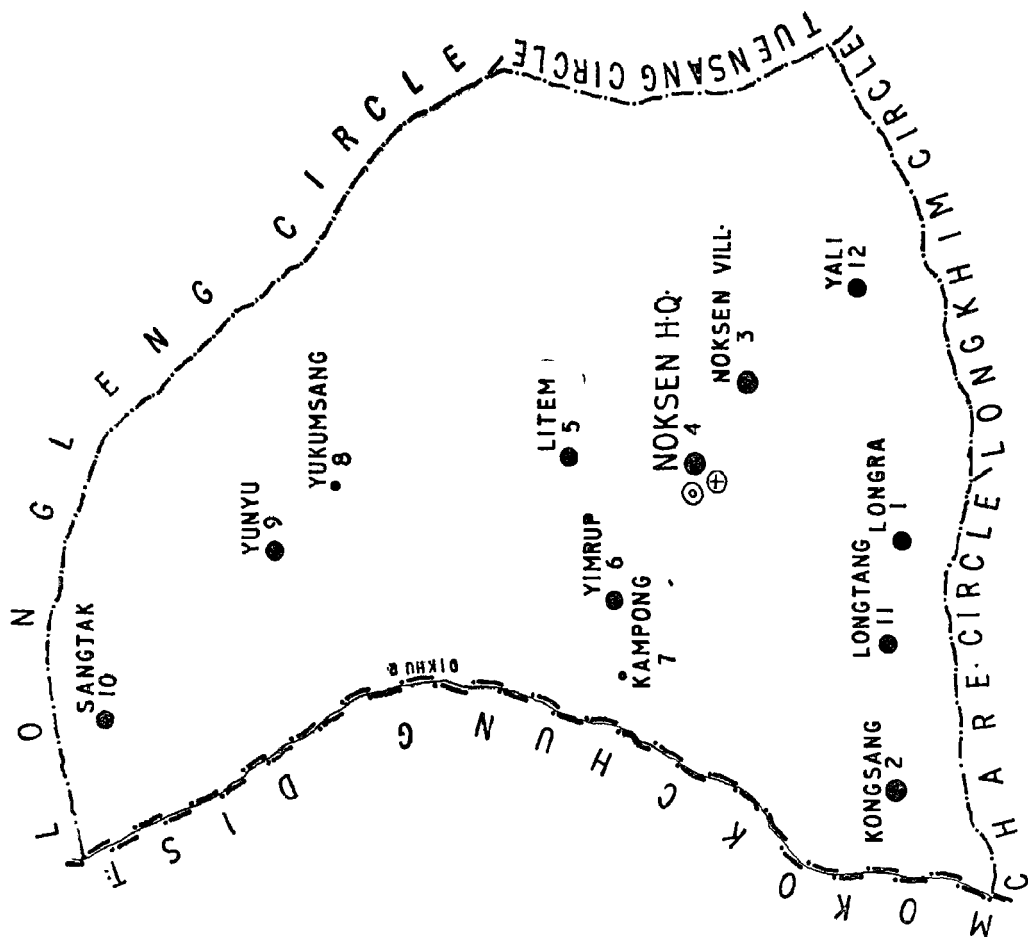 LONGLENG CIRCLE
TUENSANG CIRCLE
LONGKHIM CIRCLE
CHARE CIRCLE
MOKOKCHUNG DIST.
DIKHU R.
SANGTAK
10
YUNYU
9
YUKUMSANG
8
LITEM
5
YIMRUP
6
KAMPONG
7
NOKSEN H.Q.
4
NOKSEN VILL.
3
YALI
12
LONGRA
1
LONGTANG
11
KONGSANG
2